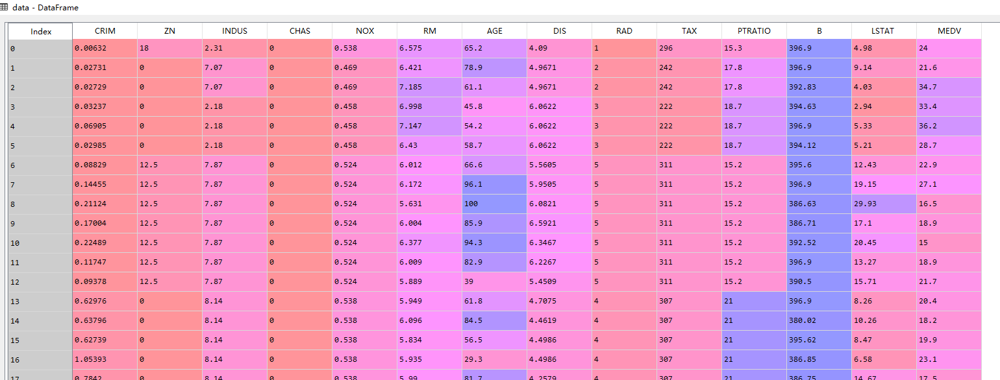 data - DataFrame
Index CRIM ZN INDUS CHAS NOX RM AGE DIS RAD TAX PTRATIO B LSTAT MEDV
0 0.00632 18 2.31 0 0.538 6.575 65.2 4.09 1 296 15.3 396.9 4.98 24
1 0.02731 0 7.07 0 0.469 6.421 78.9 4.9671 2 242 17.8 396.9 9.14 21.6
2 0.02729 0 7.07 0 0.469 7.185 61.1 4.9671 2 242 17.8 392.83 4.03 34.7
3 0.03237 0 2.18 0 0.458 6.998 45.8 6.0622 3 222 18.7 394.63 2.94 33.4
4 0.06905 0 2.18 0 0.458 7.147 54.2 6.0622 3 222 18.7 396.9 5.33 36.2
5 0.02985 0 2.18 0 0.458 6.43 58.7 6.0622 3 222 18.7 394.12 5.21 28.7
6 0.08829 12.5 7.87 0 0.524 6.012 66.6 5.5605 5 311 15.2 395.6 12.43 22.9
7 0.14455 12.5 7.87 0 0.524 6.172 96.1 5.9505 5 311 15.2 396.9 19.15 27.1
8 0.21124 12.5 7.87 0 0.524 5.631 100 6.0821 5 311 15.2 386.63 29.93 16.5
9 0.17004 12.5 7.87 0 0.524 6.004 85.9 6.5921 5 311 15.2 386.71 17.1 18.9
10 0.22489 12.5 7.87 0 0.524 6.377 94.3 6.3467 5 311 15.2 392.52 20.45 15
11 0.11747 12.5 7.87 0 0.524 6.009 82.9 6.2267 5 311 15.2 396.9 13.27 18.9
12 0.09378 12.5 7.87 0 0.524 5.889 39 5.4509 5 311 15.2 390.5 15.71 21.7
13 0.62976 0 8.14 0 0.538 5.949 61.8 4.7075 4 307 21 396.9 8.26 20.4
14 0.63796 0 8.14 0 0.538 6.096 84.5 4.4619 4 307 21 380.02 10.26 18.2
15 0.62739 0 8.14 0 0.538 5.834 56.5 4.4986 4 307 21 395.62 8.47 19.9
16 1.05393 0 8.14 0 0.538 5.935 29.3 4.4986 4 307 21 386.85 6.58 23.1
17 0.7842 0 8.14 0 0.538 5.99 81.7 4.2579 4 307 21 386.75 14.67 17.5